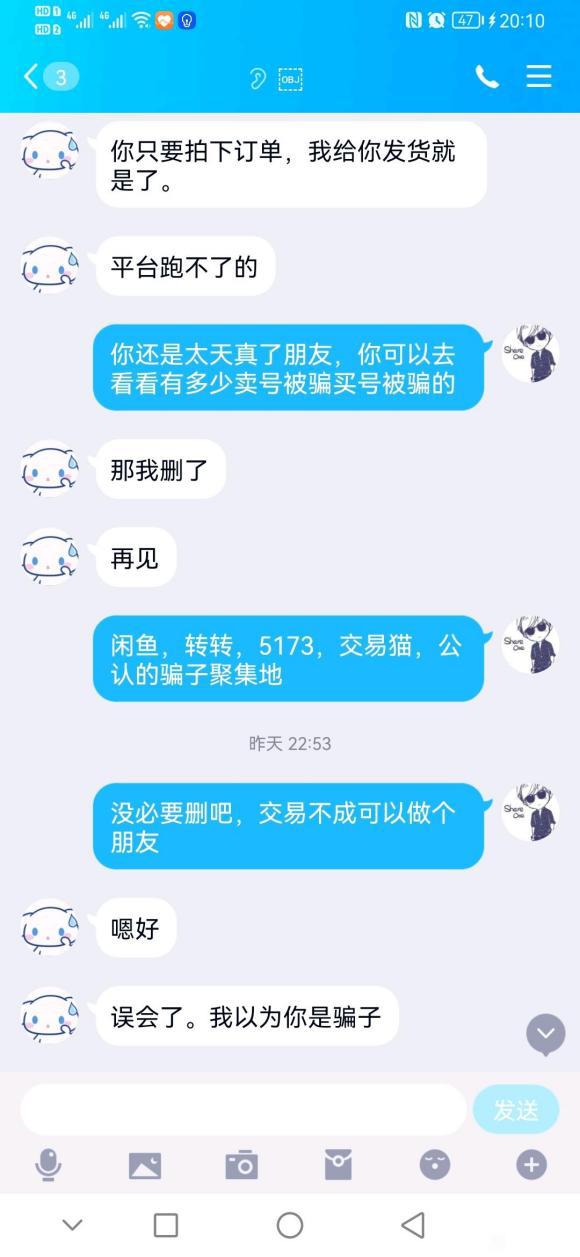 HD 1 4G 4G 47 20:10
HD 2
3 OBJ
你只要拍下订单，我给你发货就
是了。
平台跑不了的
你还是太天真了朋友，你可以去
看看有多少卖号被骗买号被骗的
Share
One
那我删了
再见
闲鱼，转转，5173，交易猫，公
认的骗子聚集地
Share
One
昨天 22:53
没必要删吧，交易不成可以做个
朋友
Share
One
嗯好
误会了。我以为你是骗子
发送